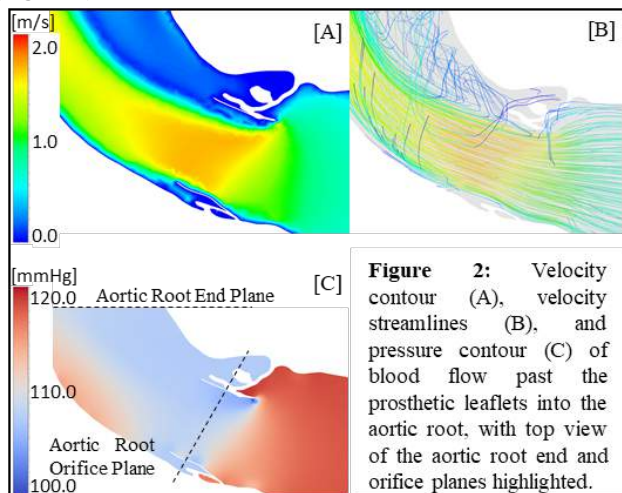 [m/s]
2.0
1.0
0.0
[A]
[B]
[mmHg]
120.0
110.0
100.0
[C]
Aortic Root End Plane
Aortic Root
Orifice Plane
Figure 2: Velocity
contour (A), velocity
streamlines (B), and
pressure contour (C) of
blood flow past the
prosthetic leaflets into the
aortic root, with top view
of the aortic root end and
orifice planes highlighted.